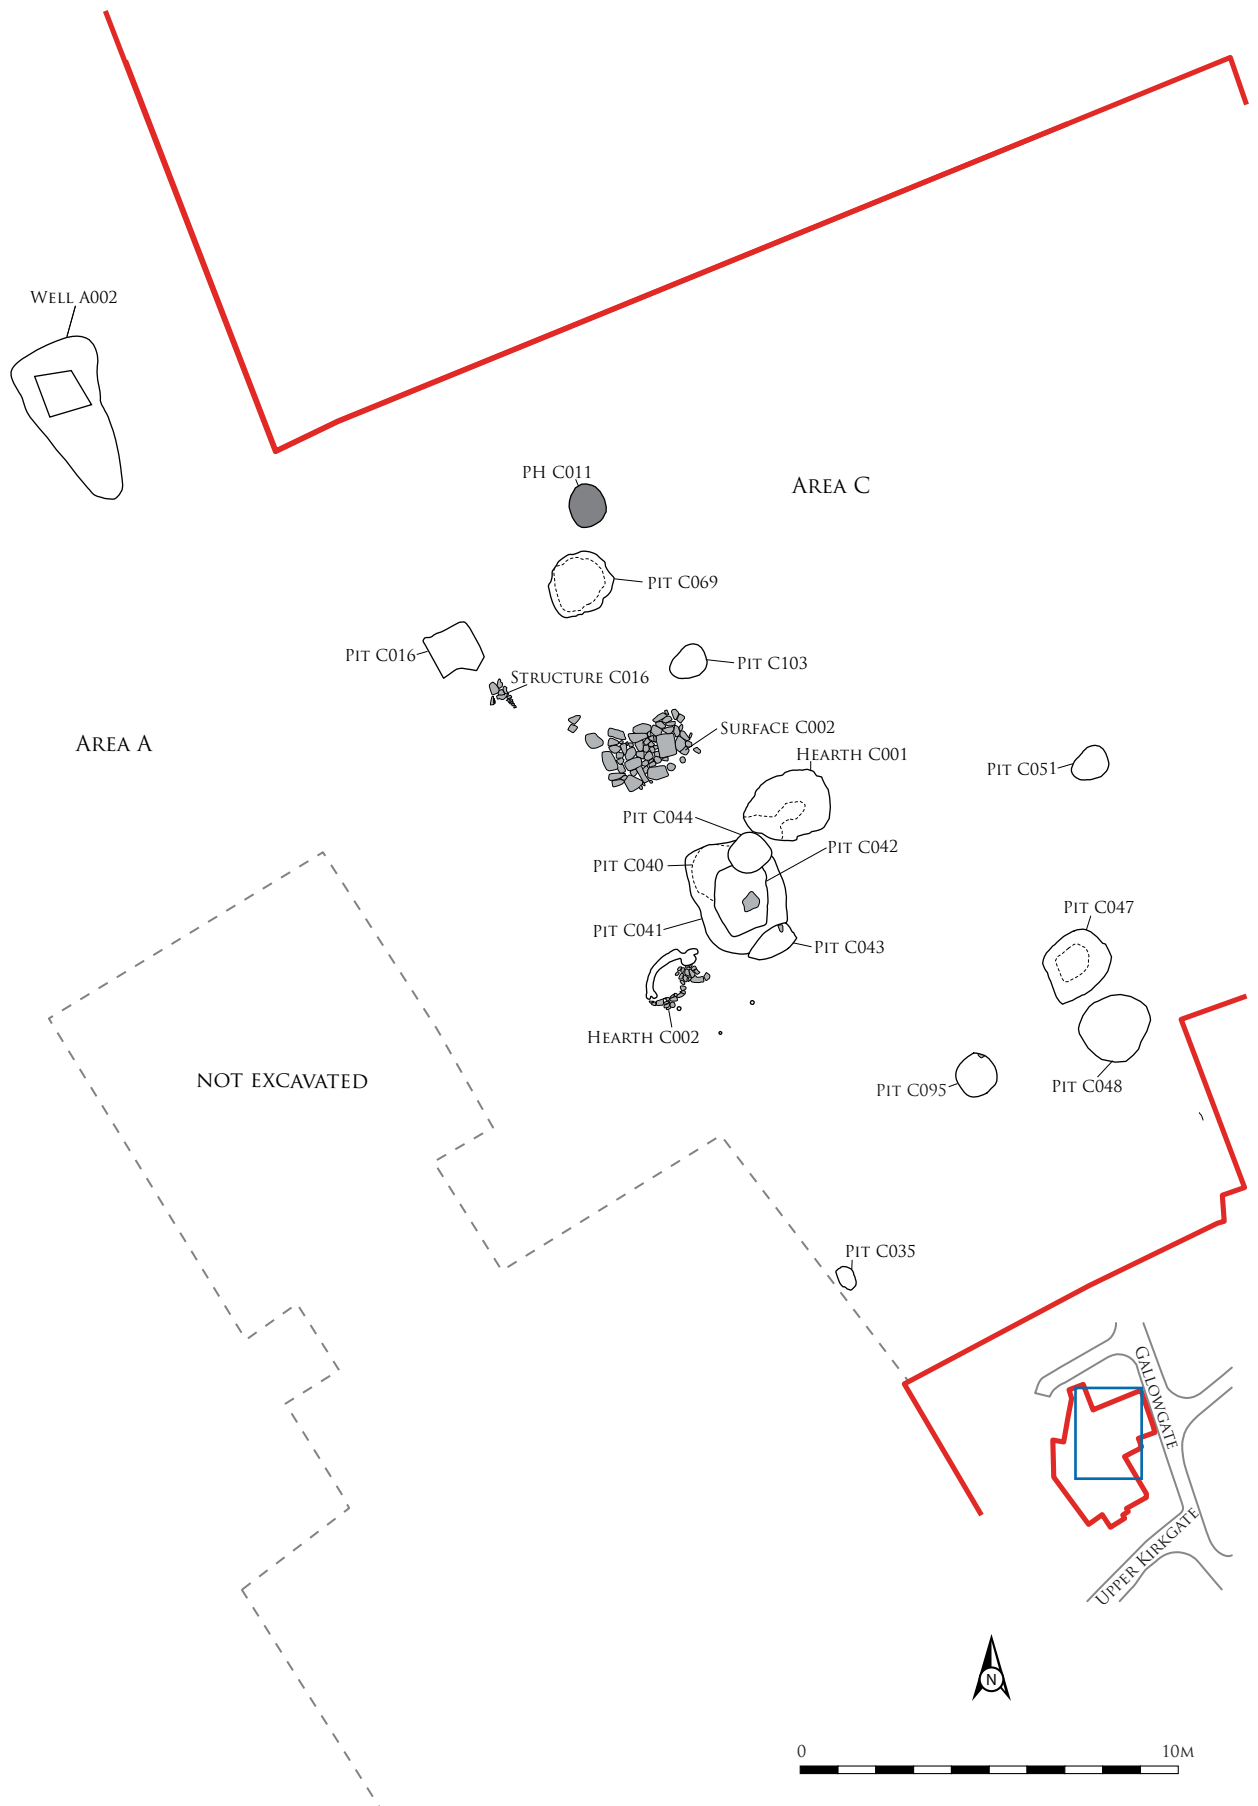 Well A002
PH C011
Area C
Pit C069
Pit C016
Structure C016
Pit C103
Surface C002
Area A
Hearth C001
Pit C051
Pit C044
Pit C042
Pit C040
Pit C047
Pit C041
Pit C043
Hearth C002
NOT EXCAVATED
Pit C095
Pit C048
Pit C035
Gallowgate
Upper Kirkgate
N
0 10m